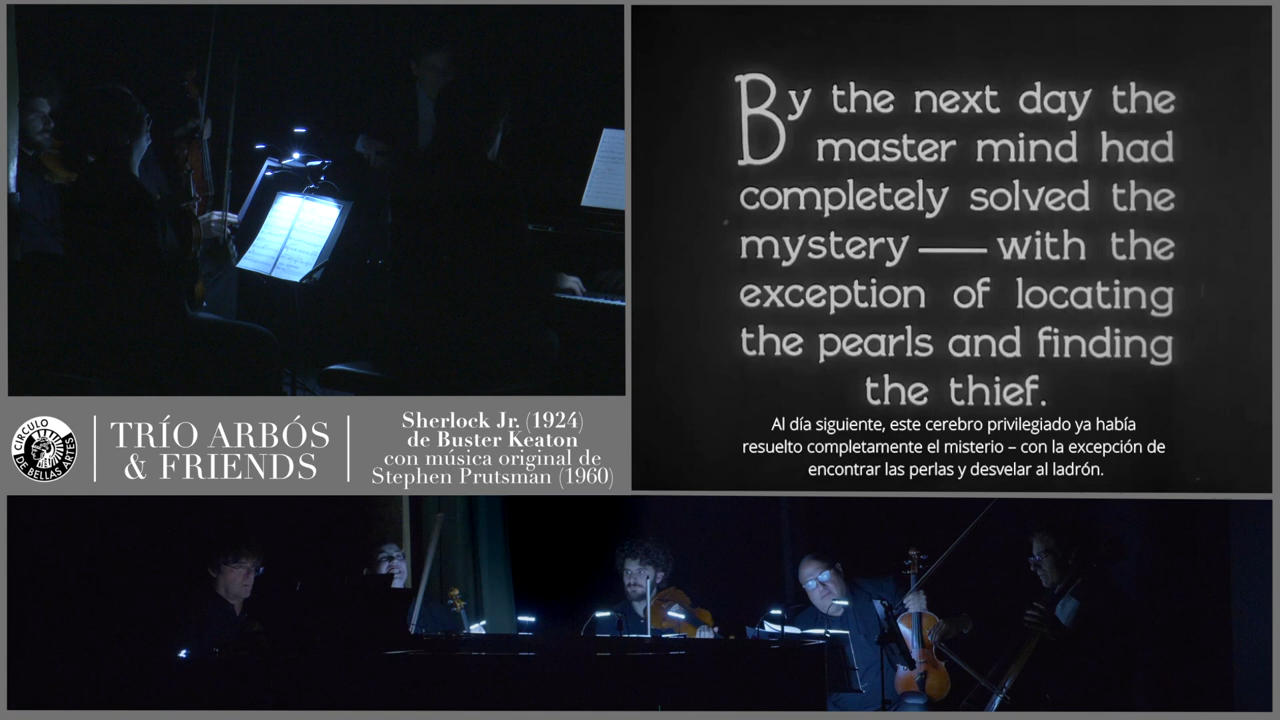 By the next day the
master mind had
completely solved the
mystery — with the
exception of locating
the pearls and finding
the thief.
Al día siguiente, este cerebro privilegiado ya había
resuelto completamente el misterio – con la excepción de
encontrar las perlas y desvelar al ladrón.
CÍRCULO
DE BELLAS ARTES
TRÍO ARBÓS
& FRIENDS
Sherlock Jr. (1924)
de Buster Keaton
con música original de
Stephen Prutsman (1960)